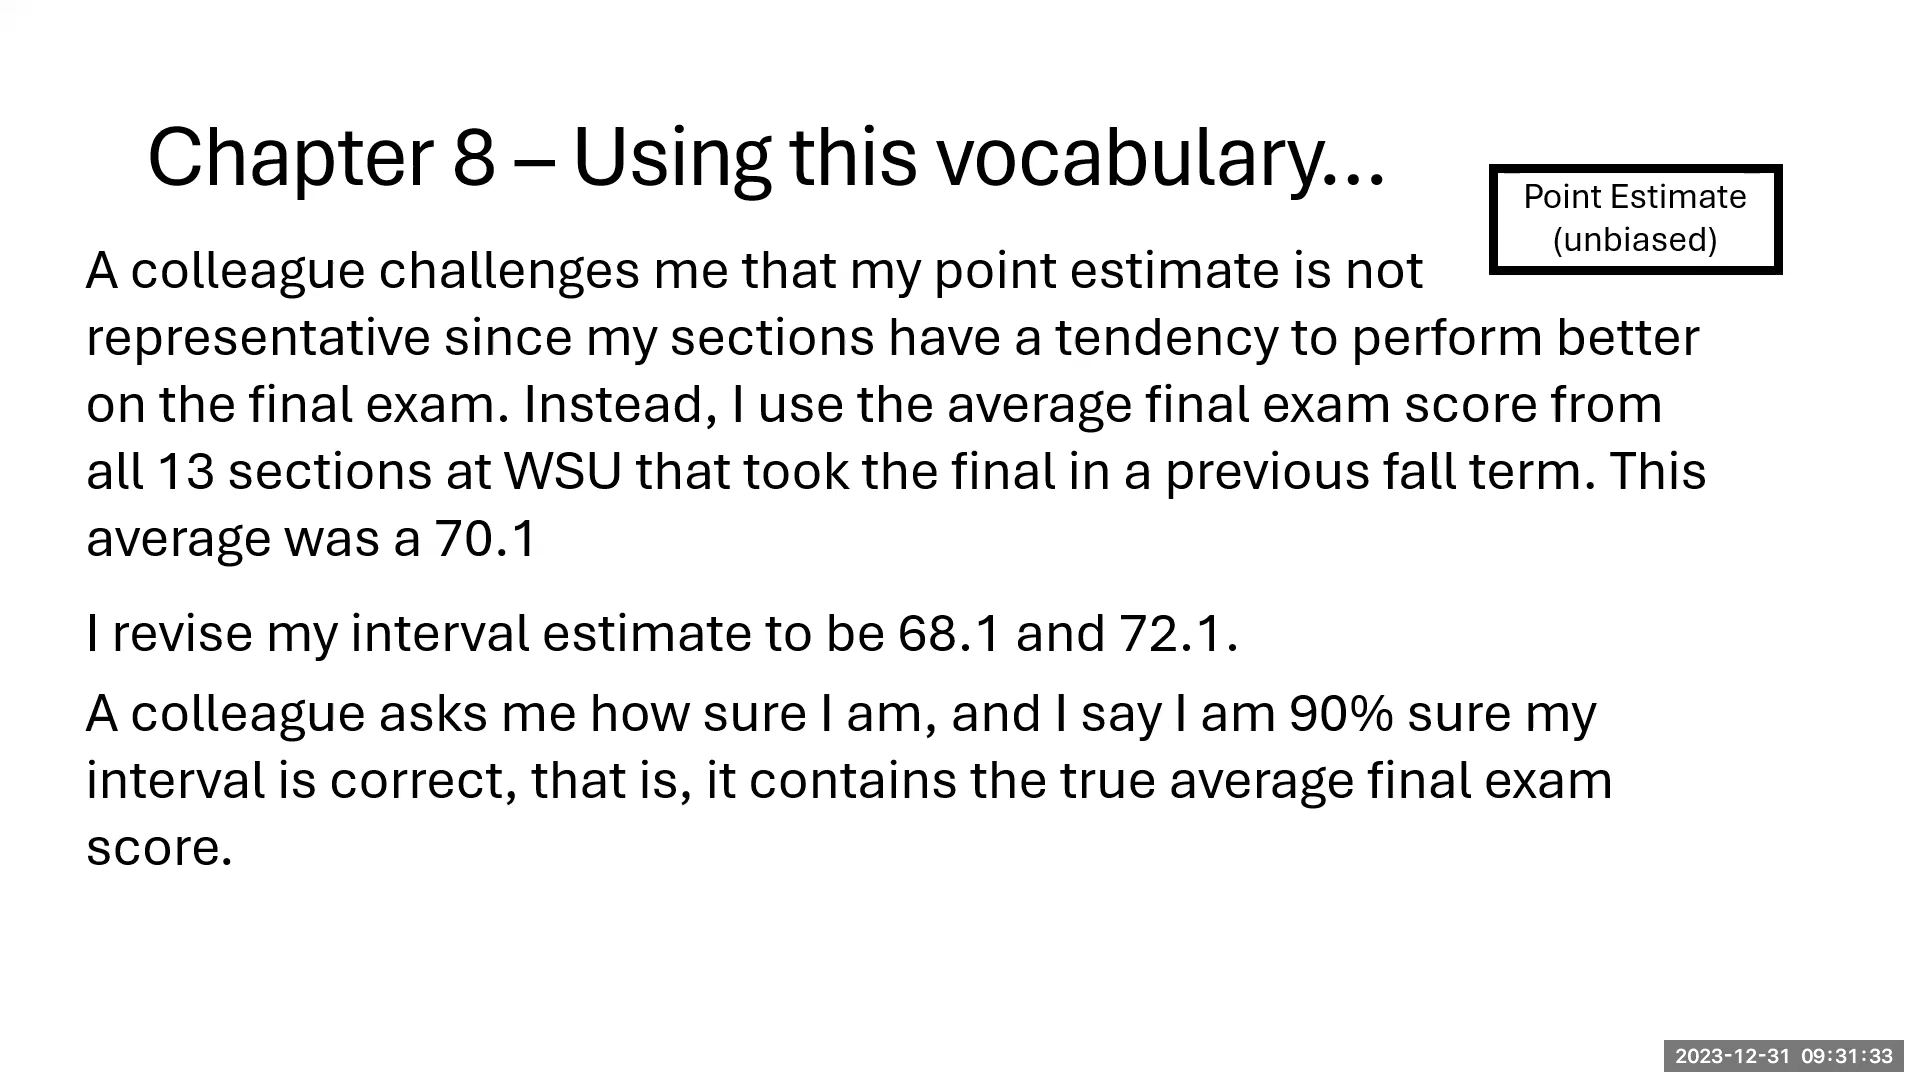 Chapter 8 – Using this vocabulary...
Point Estimate
(unbiased)
A colleague challenges me that my point estimate is not
representative since my sections have a tendency to perform better
on the final exam. Instead, I use the average final exam score from
all 13 sections at WSU that took the final in a previous fall term. This
average was a 70.1
I revise my interval estimate to be 68.1 and 72.1.
A colleague asks me how sure I am, and I say I am 90% sure my
interval is correct, that is, it contains the true average final exam
score.
2023-12-31 09:31:33